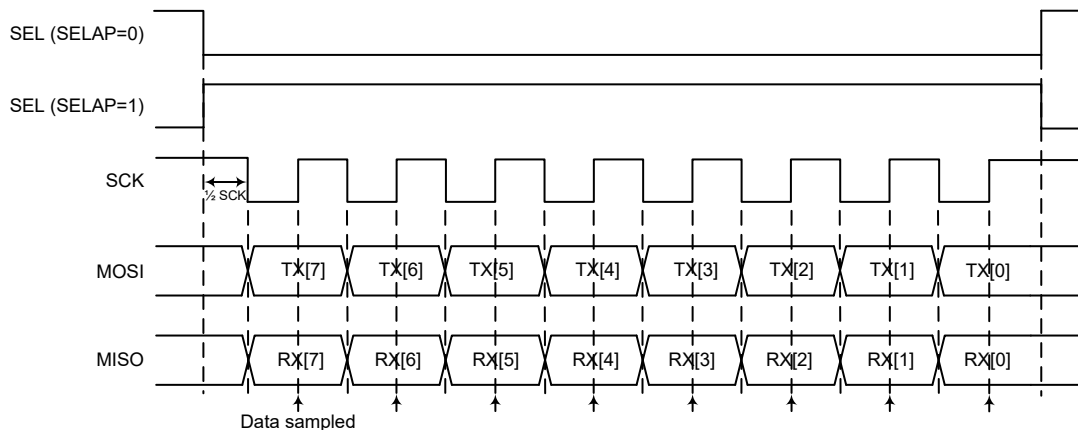 SEL (SELAP=0)
SEL (SELAP=1)
SCK
½ SCK
MOSI
TX[7] TX[6] TX[5] TX[4] TX[3] TX[2] TX[1] TX[0]
MISO
RX[7] RX[6] RX[5] RX[4] RX[3] RX[2] RX[1] RX[0]
Data sampled